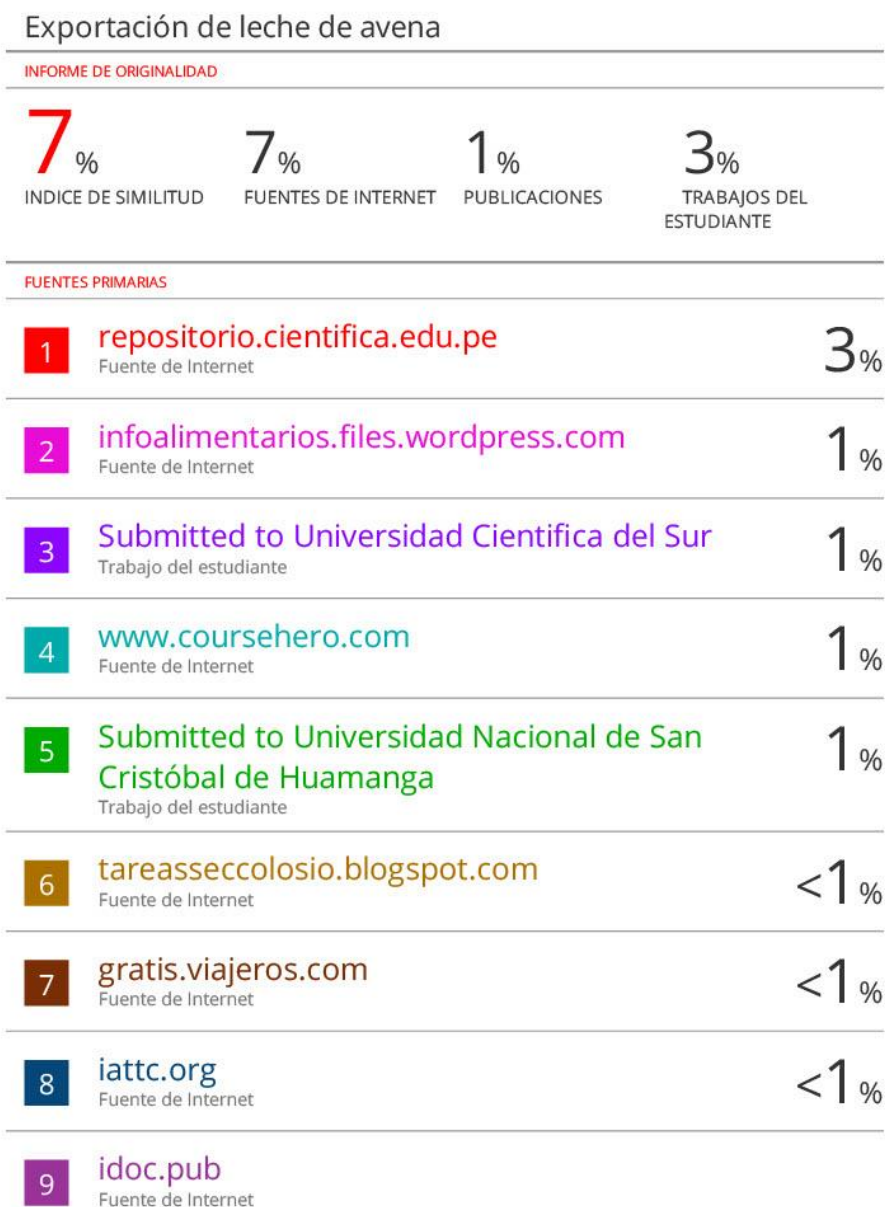 Exportación de leche de avena
INFORME DE ORIGINALIDAD
7%
7%
1%
3%
INDICE DE SIMILITUD
FUENTES DE INTERNET
PUBLICACIONES
TRABAJOS DEL
ESTUDIANTE
FUENTES PRIMARIAS
1 repositorio.cientifica.edu.pe 3%
Fuente de Internet
2 infoalimentarios.files.wordpress.com 1%
Fuente de Internet
3 Submitted to Universidad Cientifica del Sur 1%
Trabajo del estudiante
4 www.coursehero.com 1%
Fuente de Internet
5 Submitted to Universidad Nacional de San 1%
Cristóbal de Huamanga
Trabajo del estudiante
6 tareasseccolosio.blogspot.com <1%
Fuente de Internet
7 gratis.viajeros.com <1%
Fuente de Internet
8 iattc.org <1%
Fuente de Internet
9 idoc.pub
Fuente de Internet